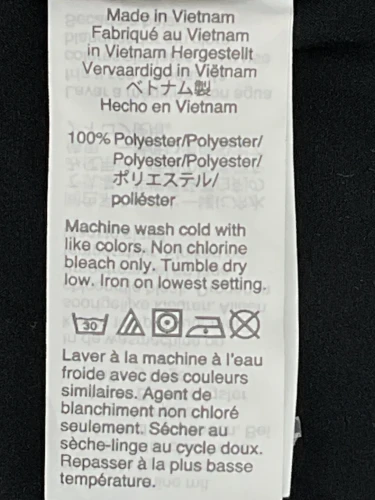 Made in Vietnam
Fabriqué au Vietnam
in Vietnam Hergestellt
Vervaardigd in Viëtnam
ベトナム製
Hecho en Vietnam
100% Polyester/Polyester/
Polyester/Polyester/
ポリエステル/
poliéster
Machine wash cold with
like colors. Non chlorine
bleach only. Tumble dry
low. Iron on lowest setting.
30
Laver à la machine à l'eau
froide avec des couleurs
similaires. Agent de
blanchiment non chloré
seulement. Sécher au
sèche-linge au cycle doux.
Repasser à la plus basse
température.